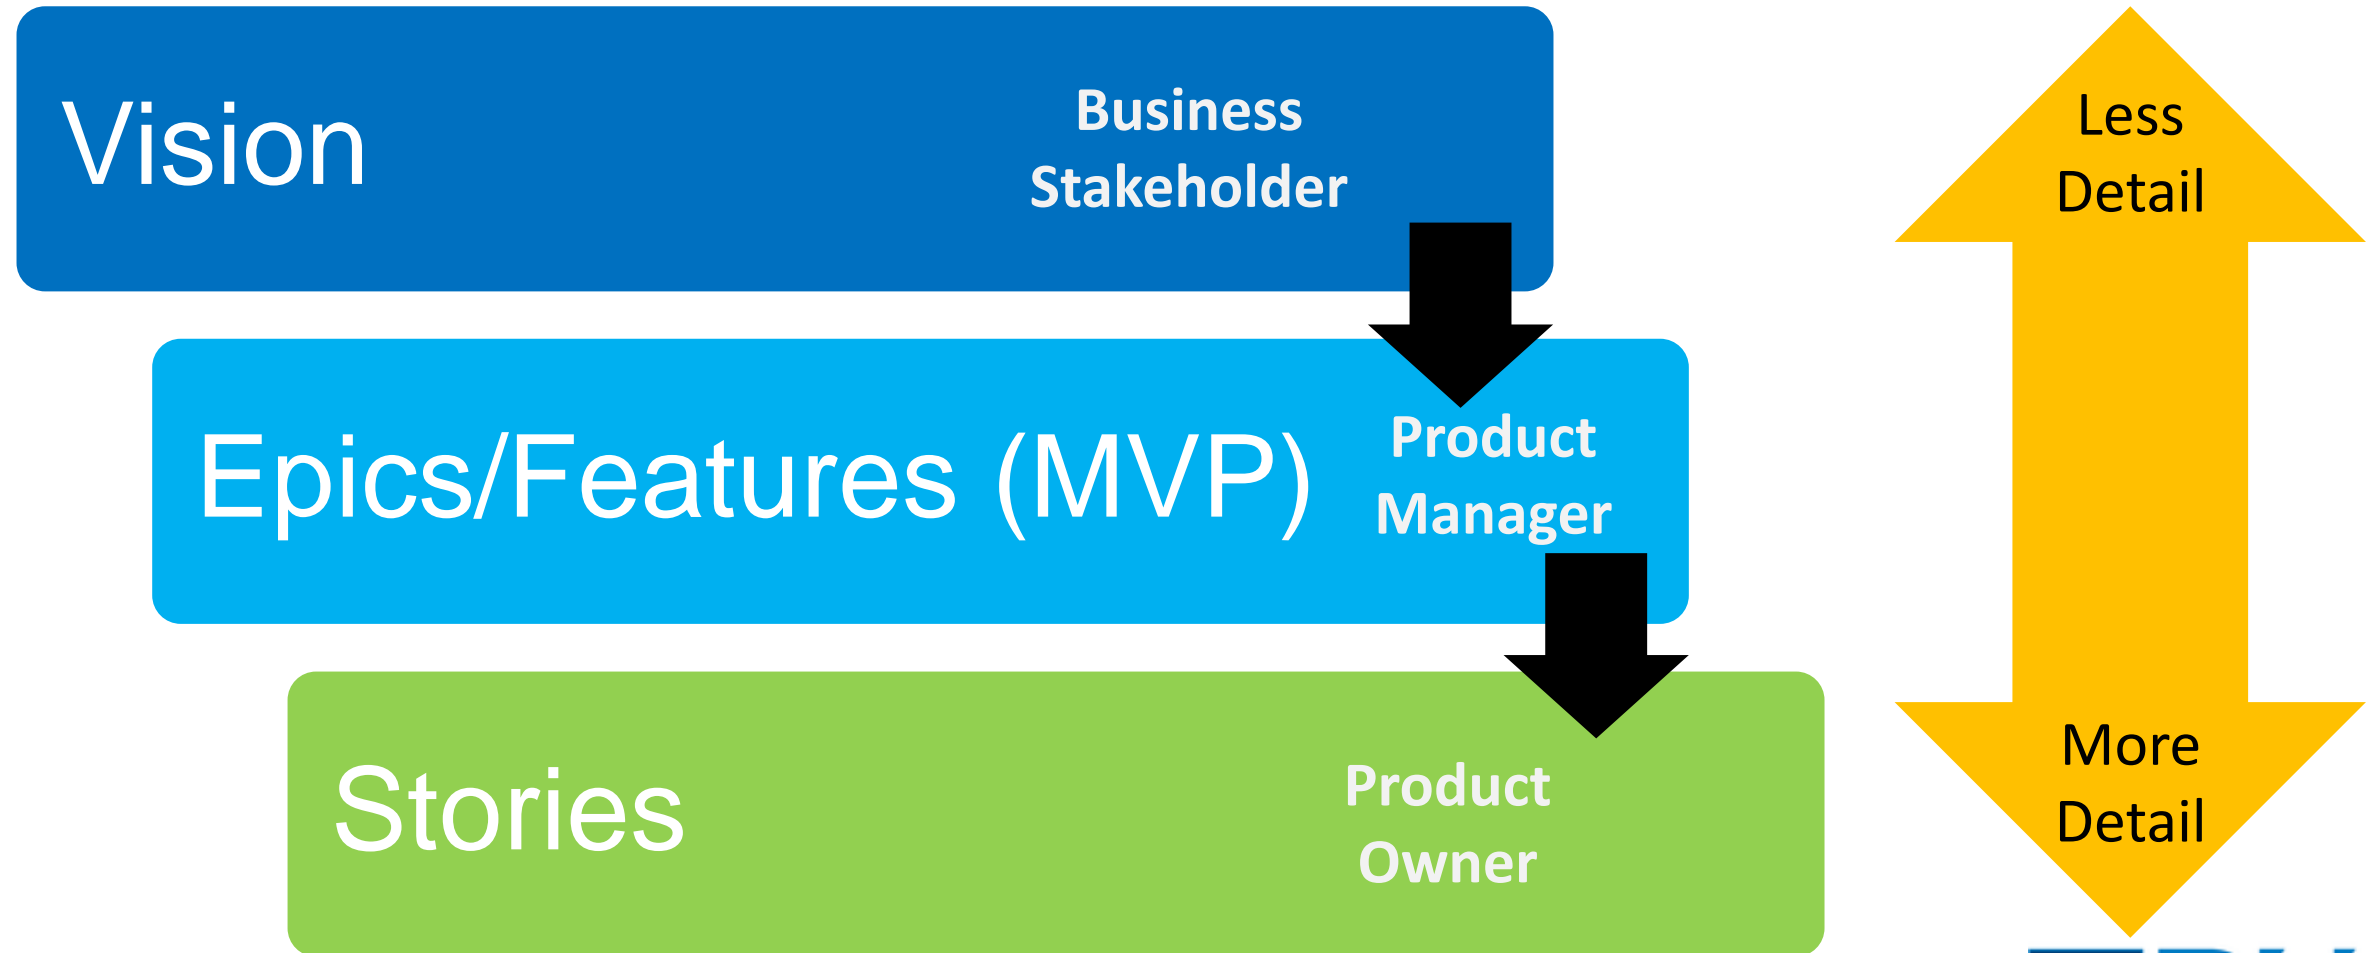 Vision
Business
Stakeholder
Less
Detail
Epics/Features (MVP)
Product
Manager
Stories
Product
Owner
More
Detail